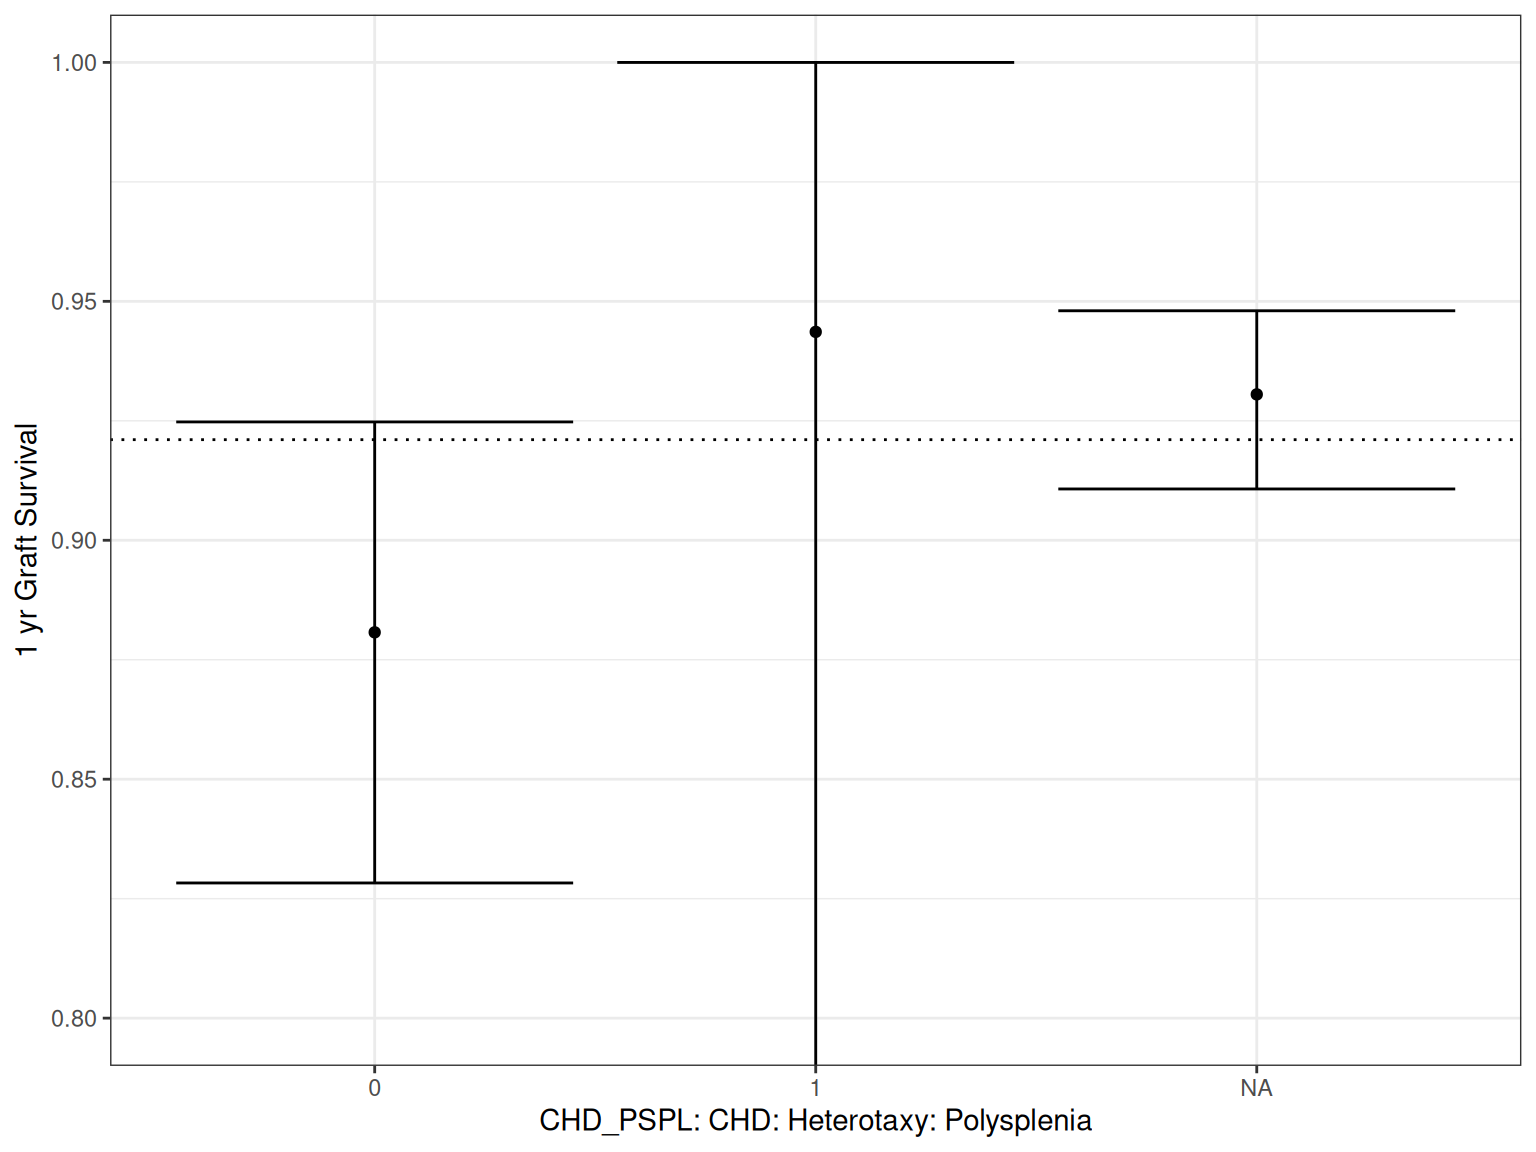 1 yr Graft Survival
1.00
0.95
0.90
0.85
0.80
0 1 NA
CHD_PSPL: CHD: Heterotaxy: Polysplenia